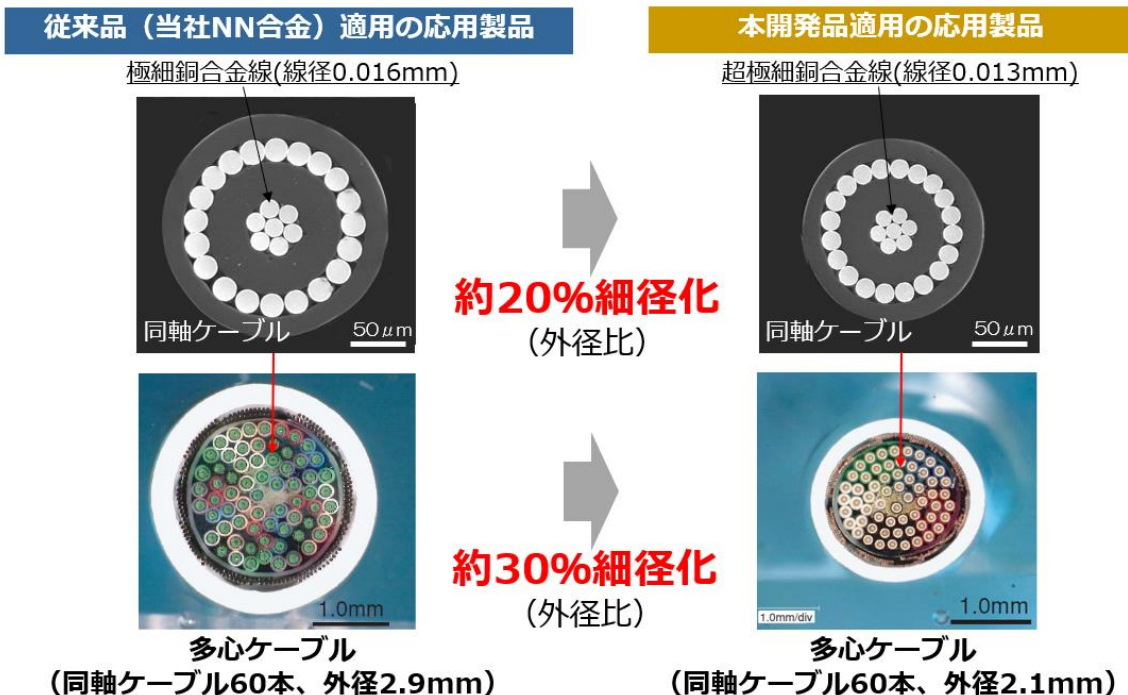 従来品（当社NN合金）適用の応用製品
本開発品適用の応用製品
極細銅合金線(線径0.016mm)
超極細銅合金線(線径0.013mm)
約20%細径化
（外径比）
同軸ケーブル
50μm
同軸ケーブル
50μm
約30%細径化
（外径比）
1.0mm
1.0mm/div
1.0mm
多心ケーブル
（同軸ケーブル60本、外径2.9mm）
多心ケーブル
（同軸ケーブル60本、外径2.1mm）